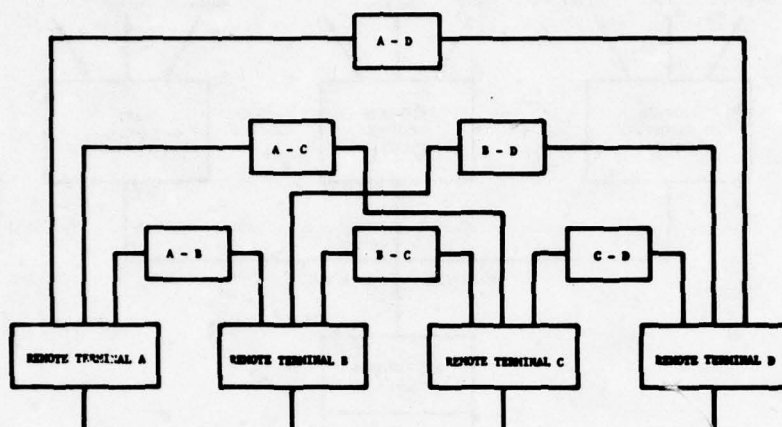 A - D
A - C
B - D
A - B
B - C
C - D
REMOTE TERMINAL A
REMOTE TERMINAL B
REMOTE TERMINAL C
REMOTE TERMINAL D